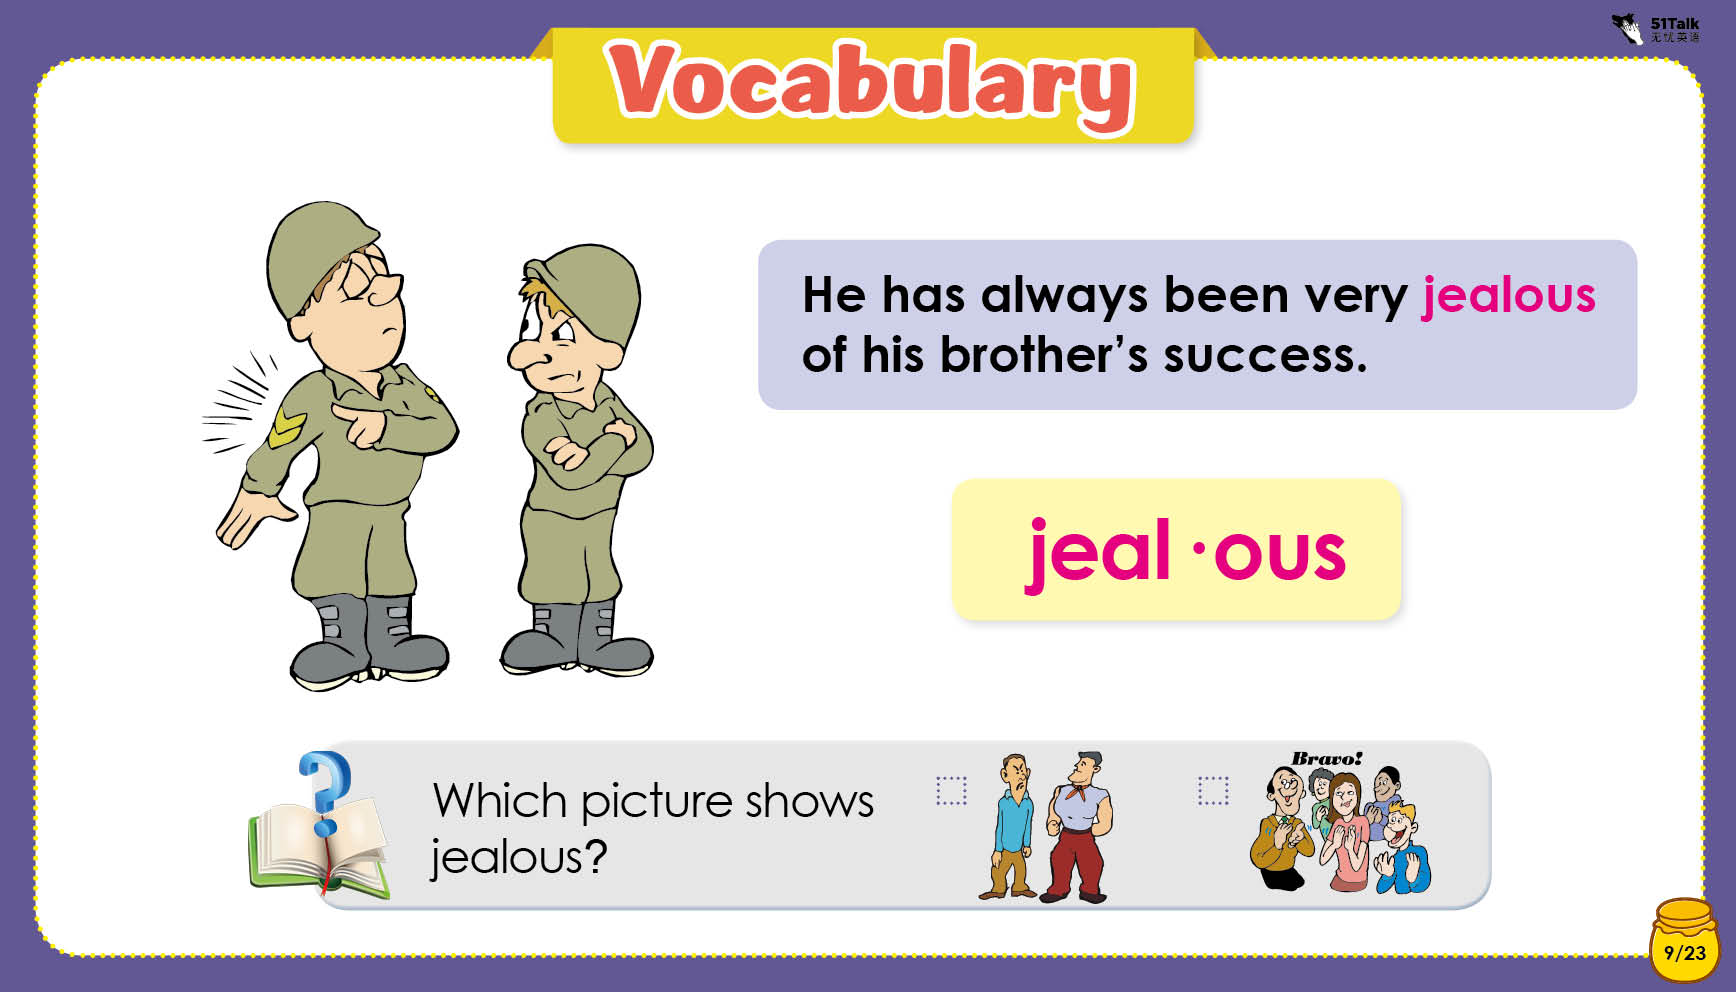 51Talk
无忧英语
Vocabulary
He has always been very jealous
of his brother's success.
jeal·ous
Which picture shows
jealous?
Bravo!
9/23